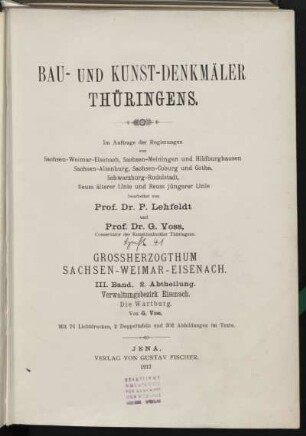 BAU- UND KUNST-DENKMÄLER
THÜRINGENS.
Im Auftrage der Regierungen
von
Sachsen-Weimar-Eisenach, Sachsen-Meiningen und Hildburghausen
Sachsen-Altenburg, Sachsen-Coburg und Gotha,
Schwarzburg-Rudolstadt,
Reuss älterer Linie und Reuss jüngerer Linie
bearbeitet von
Prof. Dr. P. Lehfeldt
und
Prof. Dr. G. Voss,
Conservator der Kunstdenkmäler Thüringens.
41
GROSSHERZOGTHUM
SACHSEN-WEIMAR-EISENACH.
III. Band. 2. Abtheilung.
Verwaltungsbezirk Eisenach.
Die Wartburg.
Von G. Voss.
Mit Lichtdrucken, Doppeltafeln und Abbildungen im Texte.
JENA,
VERLAG VON GUSTAV FISCHER.
1917